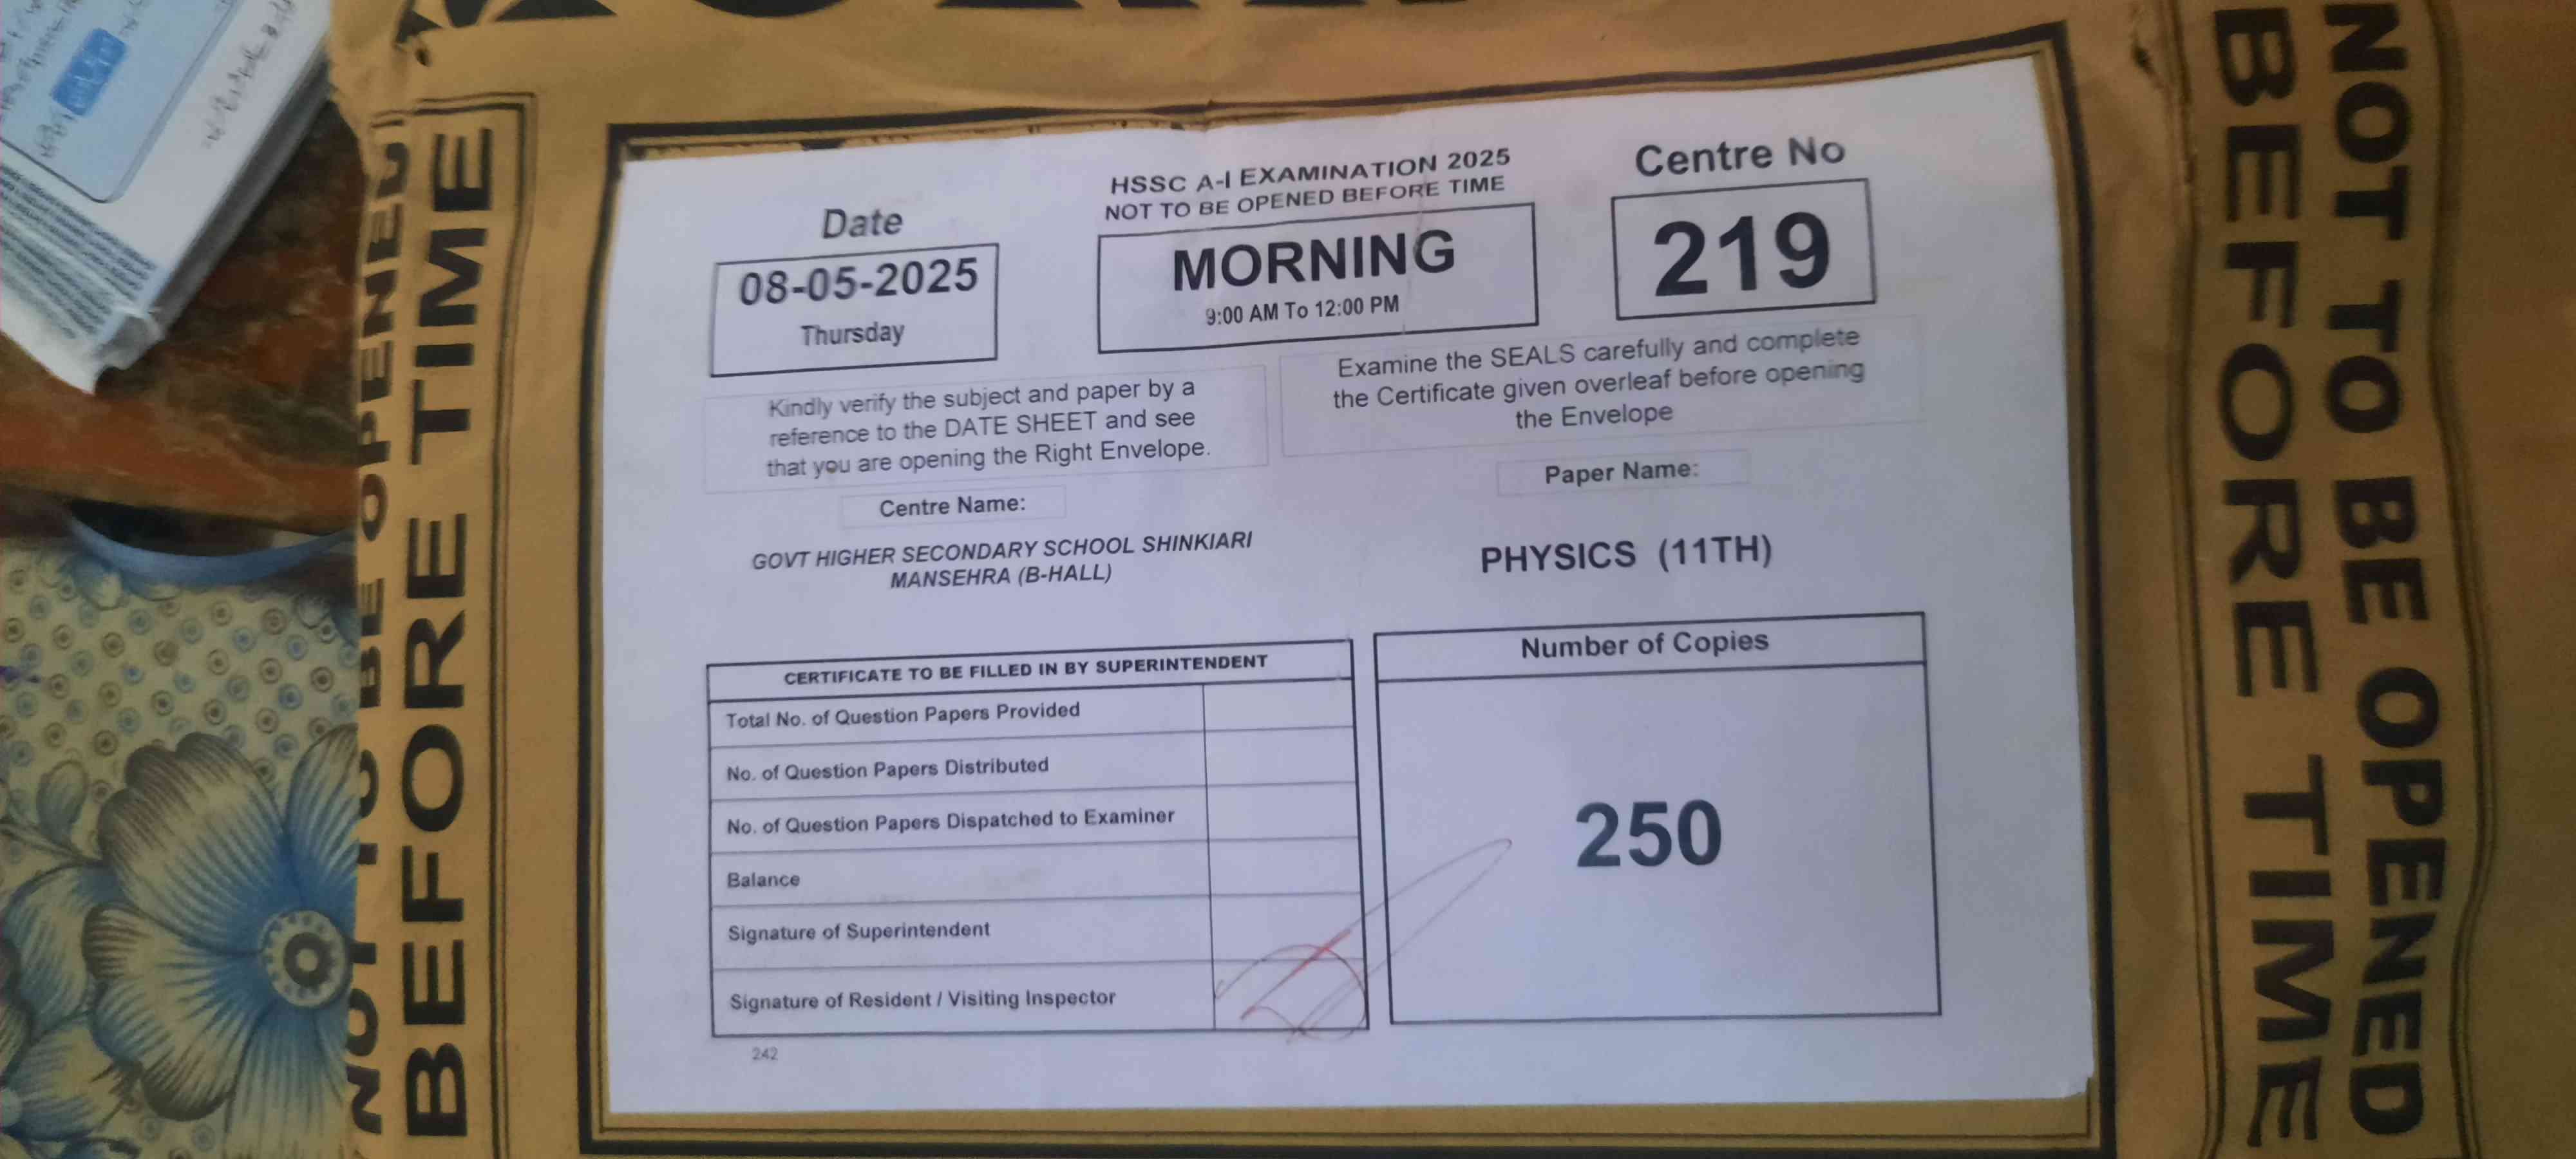 HSSC A-I EXAMINATION 2025
NOT TO BE OPENED BEFORE TIME
Date
08-05-2025
Thursday
MORNING
9:00 AM To 12:00 PM
Centre No
219
Kindly verify the subject and paper by a
reference to the DATE SHEET and see
that you are opening the Right Envelope.
Examine the SEALS carefully and complete
the Certificate given overleaf before opening
the Envelope
Centre Name:
GOVT HIGHER SECONDARY SCHOOL SHINKIARI
MANSEHRA (B-HALL)
Paper Name:
PHYSICS (11TH)
CERTIFICATE TO BE FILLED IN BY SUPERINTENDENT
Total No. of Question Papers Provided
No. of Question Papers Distributed
No. of Question Papers Dispatched to Examiner
Balance
Signature of Superintendent
Signature of Resident / Visiting Inspector
Number of Copies
250
242
NOT TO BE OPENED
BEFORE TIME
NOT TO BE OPENED
BEFORE TIME